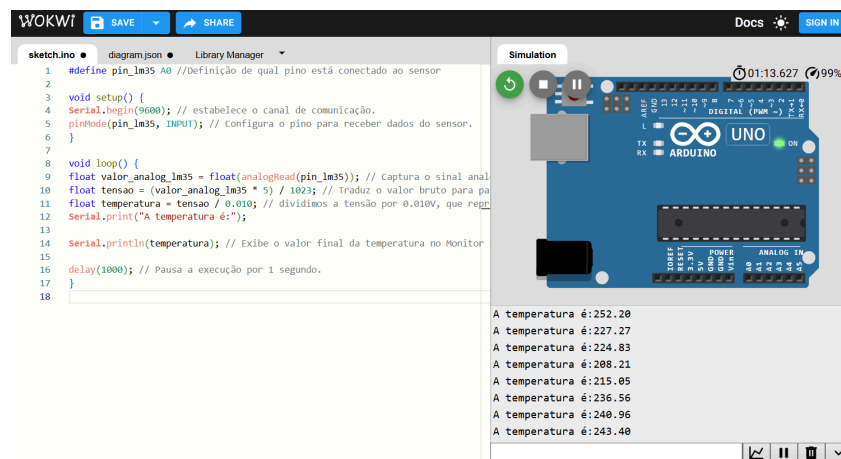 WOKWI SAVE SHARE Docs SIGN IN
sketch.ino diagram.json Library Manager
Simulation
01:13.627 99%
1 #define pin_lm35 A0 //Definição de qual pino está conectado ao sensor
2
3 void setup() {
4 Serial.begin(9600); // estabelece o canal de comunicação.
5 pinMode(pin_lm35, INPUT); // Configura o pino para receber dados do sensor.
6 }
7
8 void loop() {
9 float valor_analog_lm35 = float(analogRead(pin_lm35)); // Captura o sinal anal
10 float tensao = (valor_analog_lm35 * 5) / 1023; // Traduz o valor bruto para pa
11 float temperatura = tensao / 0.010; // dividimos a tensão por 0.010V, que repr
12 Serial.print("A temperatura é:");
13
14 Serial.println(temperatura); // Exibe o valor final da temperatura no Monitor
15
16 delay(1000); // Pausa a execução por 1 segundo.
17 }
18
AREF GND 13 12 ~11 ~10 ~9 8 7 ~6 ~5 4 ~3 2 TX→1 RX←0
DIGITAL (PWM ~)
L
TX
RX
UNO
ARDUINO
ON
POWER ANALOG IN
IOREF RESET 3.3V 5V GND GND Vin A0 A1 A2 A3 A4 A5
A temperatura é:252.20
A temperatura é:227.27
A temperatura é:224.83
A temperatura é:208.21
A temperatura é:215.05
A temperatura é:236.56
A temperatura é:240.96
A temperatura é:243.40